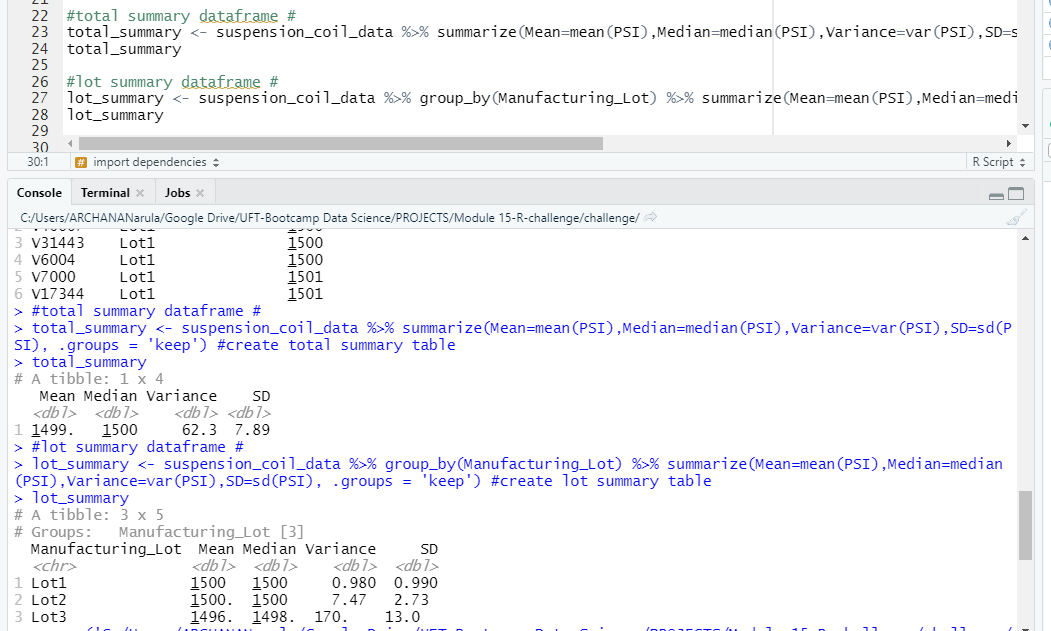 22 #total summary dataframe #
23 total_summary <- suspension_coil_data %>% summarize(Mean=mean(PSI),Median=median(PSI),Variance=var(PSI),SD=s
24 total_summary
25
26 #lot summary dataframe #
27 lot_summary <- suspension_coil_data %>% group_by(Manufacturing_Lot) %>% summarize(Mean=mean(PSI),Median=medi
28 lot_summary
29
30
30:1 # import dependencies R Script
Console Terminal × Jobs ×
C:/Users/ARCHANANarula/Google Drive/UFT-Bootcamp Data Science/PROJECTS/Module 15-R-challenge/challenge/
3 V31443 Lot1 1500
4 V6004 Lot1 1500
5 V7000 Lot1 1501
6 V17344 Lot1 1501
> #total summary dataframe #
> total_summary <- suspension_coil_data %>% summarize(Mean=mean(PSI),Median=median(PSI),Variance=var(PSI),SD=sd(P
SI), .groups = 'keep') #create total summary table
> total_summary
# A tibble: 1 x 4
Mean Median Variance SD
<dbl> <dbl> <dbl> <dbl>
1 1499. 1500 62.3 7.89
> #lot summary dataframe #
> lot_summary <- suspension_coil_data %>% group_by(Manufacturing_Lot) %>% summarize(Mean=mean(PSI),Median=median
(PSI),Variance=var(PSI),SD=sd(PSI), .groups = 'keep') #create lot summary table
> lot_summary
# A tibble: 3 x 5
# Groups: Manufacturing_Lot [3]
Manufacturing_Lot Mean Median Variance SD
<chr> <dbl> <dbl> <dbl> <dbl>
1 Lot1 1500 1500 0.980 0.990
2 Lot2 1500. 1500 7.47 2.73
3 Lot3 1496. 1498. 170. 13.0